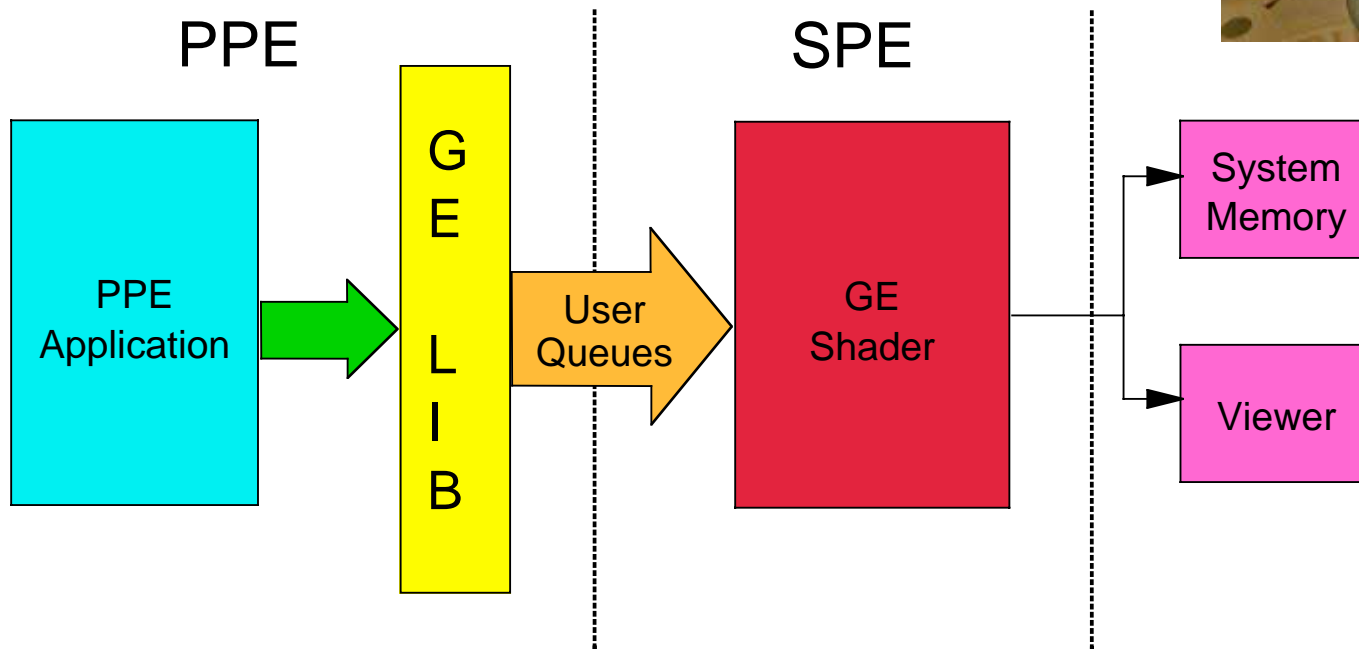 PPE
SPE
PPE
Application
G
E
L
I
B
User
Queues
GE
Shader
System
Memory
Viewer